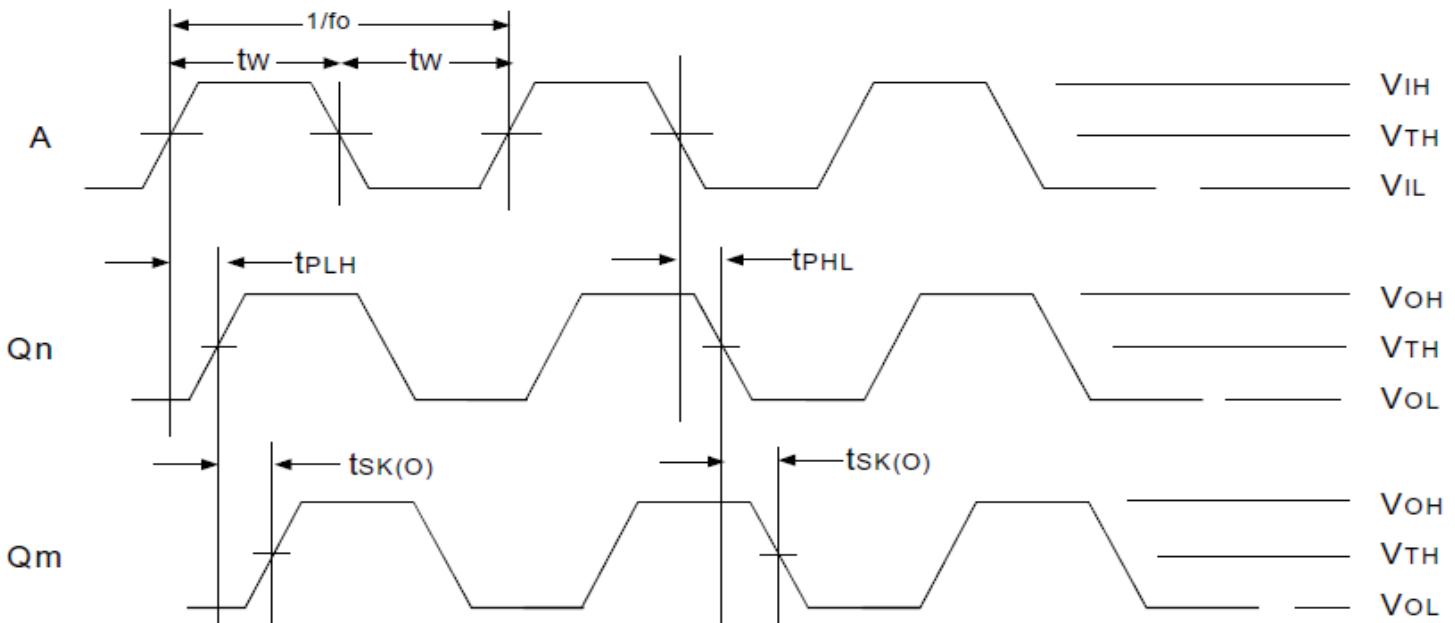 1/fo
tW tW
VIH
A VTH
VIL
tPLH tPHL
VOH
Qn VTH
VOL
tSK(O) tSK(O)
VOH
Qm VTH
VOL